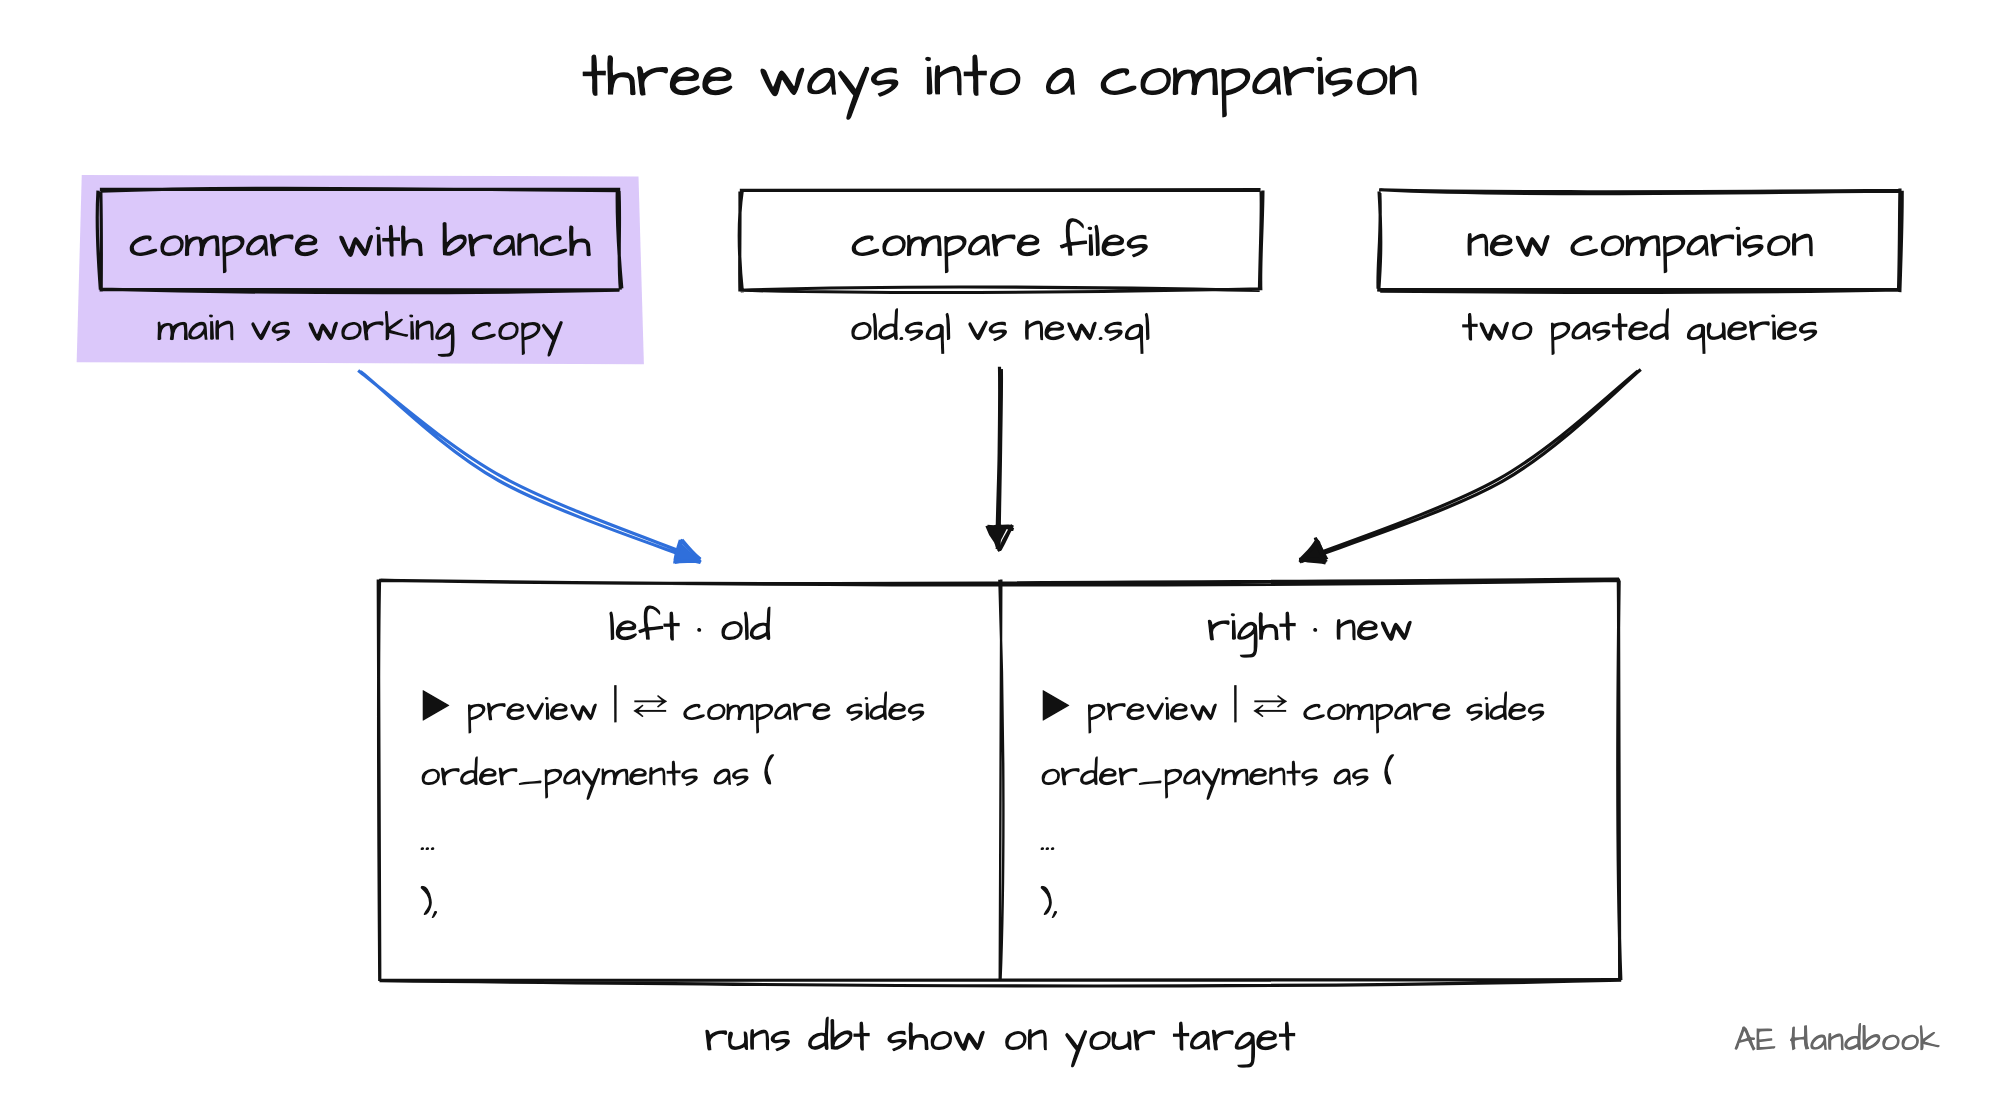 three ways into a comparison
compare with branch
main vs working copy
compare files
old.sql vs new.sql
new comparison
two pasted queries
left · old
▶ preview | ⇄ compare sides
order_payments as (
...
),
right · new
▶ preview | ⇄ compare sides
order_payments as (
...
),
runs dbt show on your target
AE Handbook